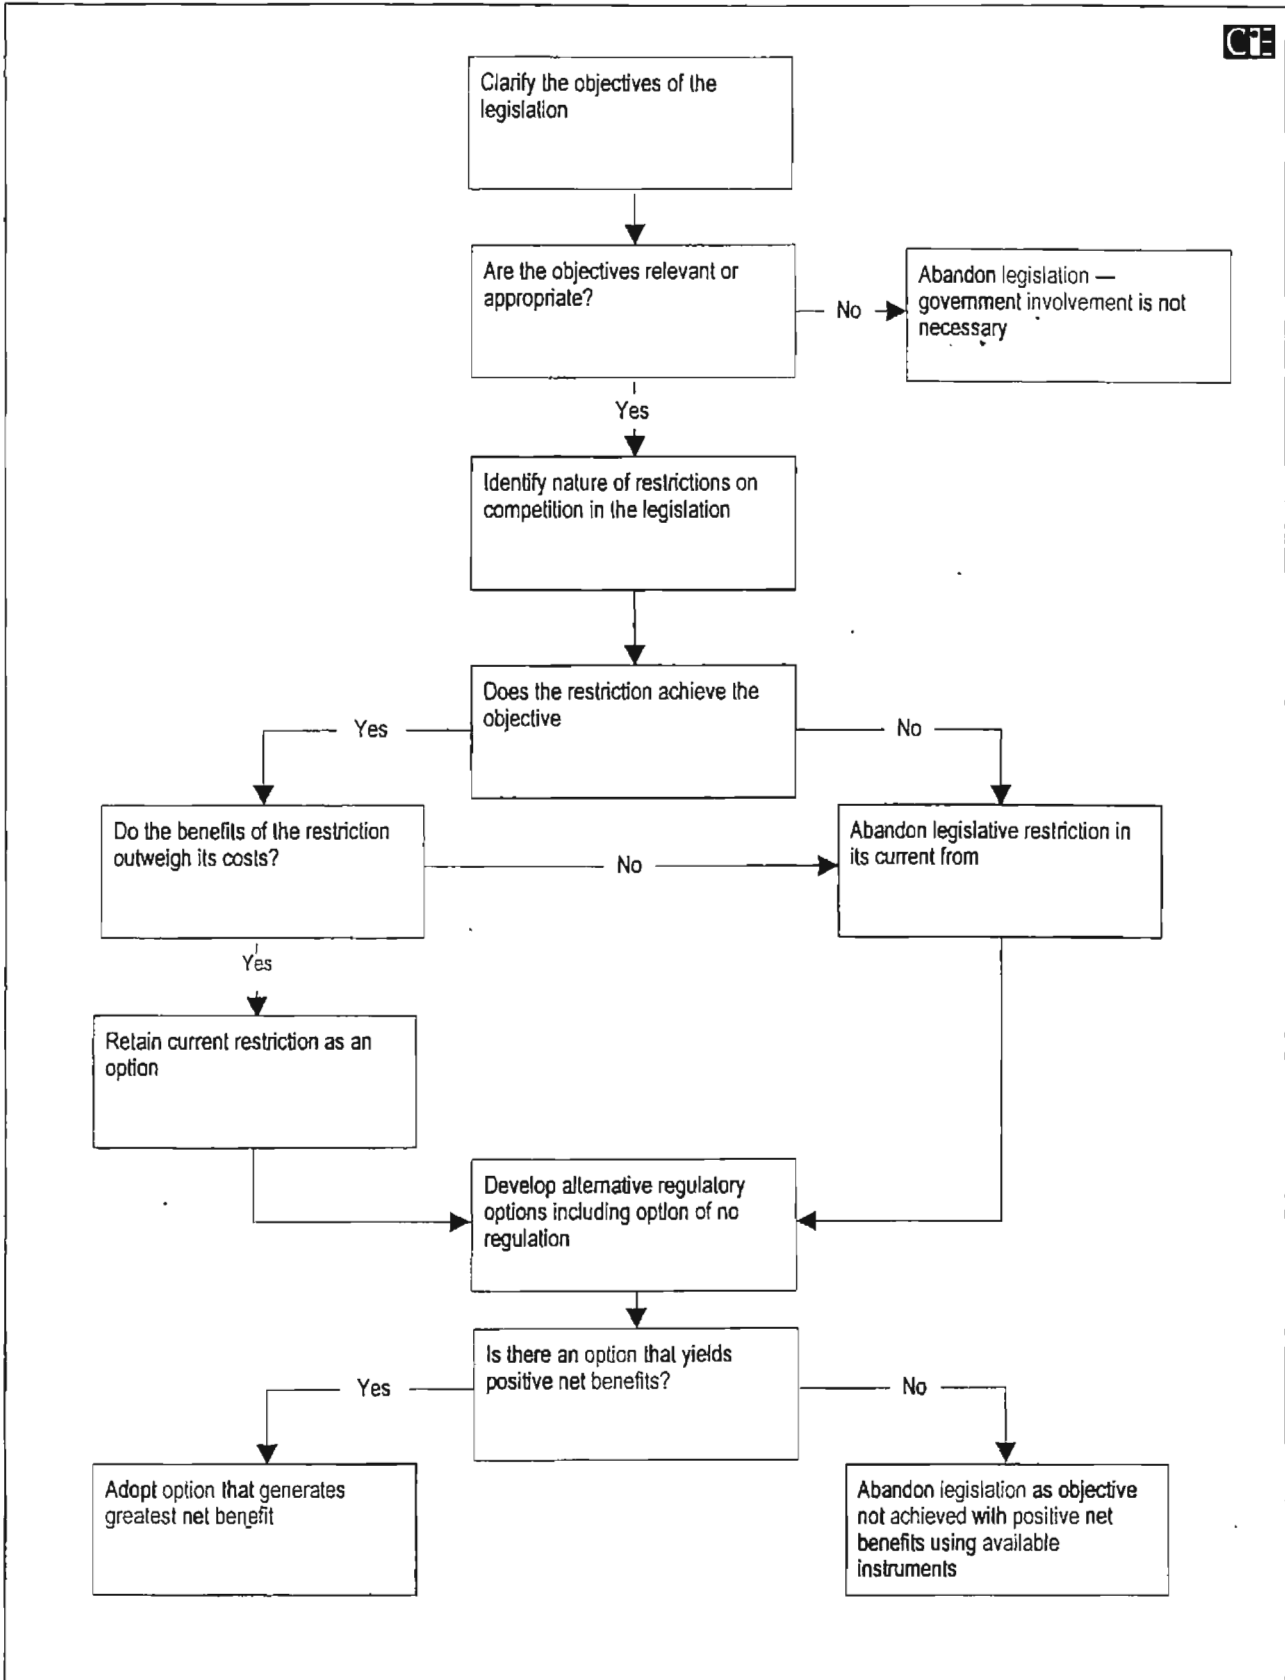 CIE
Clarify the objectives of the
legislation
Are the objectives relevant or
appropriate?
No
Abandon legislation —
government involvement is not
necessary
Yes
Identify nature of restrictions on
competition in the legislation
Does the restriction achieve the
objective
Yes
No
Do the benefits of the restriction
outweigh its costs?
No
Abandon legislative restriction in
its current from
Yes
Retain current restriction as an
option
Develop alternative regulatory
options including option of no
regulation
Is there an option that yields
positive net benefits?
Yes
No
Adopt option that generates
greatest net benefit
Abandon legislation as objective
not achieved with positive net
benefits using available
instruments